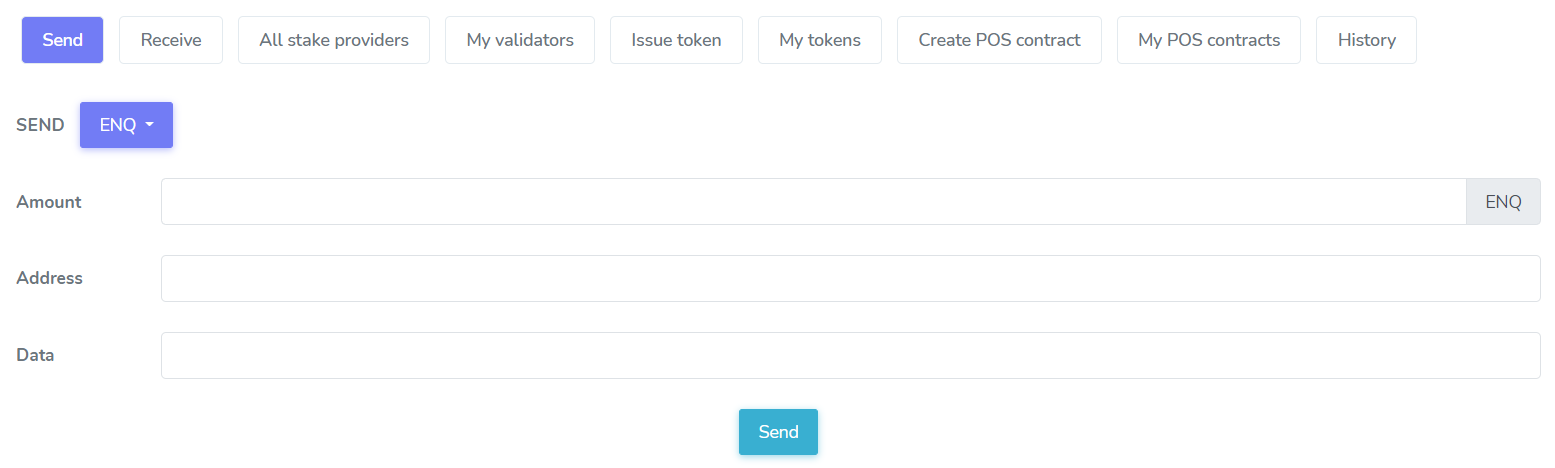 Send Receive All stake providers My validators Issue token My tokens Create POS contract My POS contracts History
SEND ENQ
Amount ENQ
Address
Data
Send